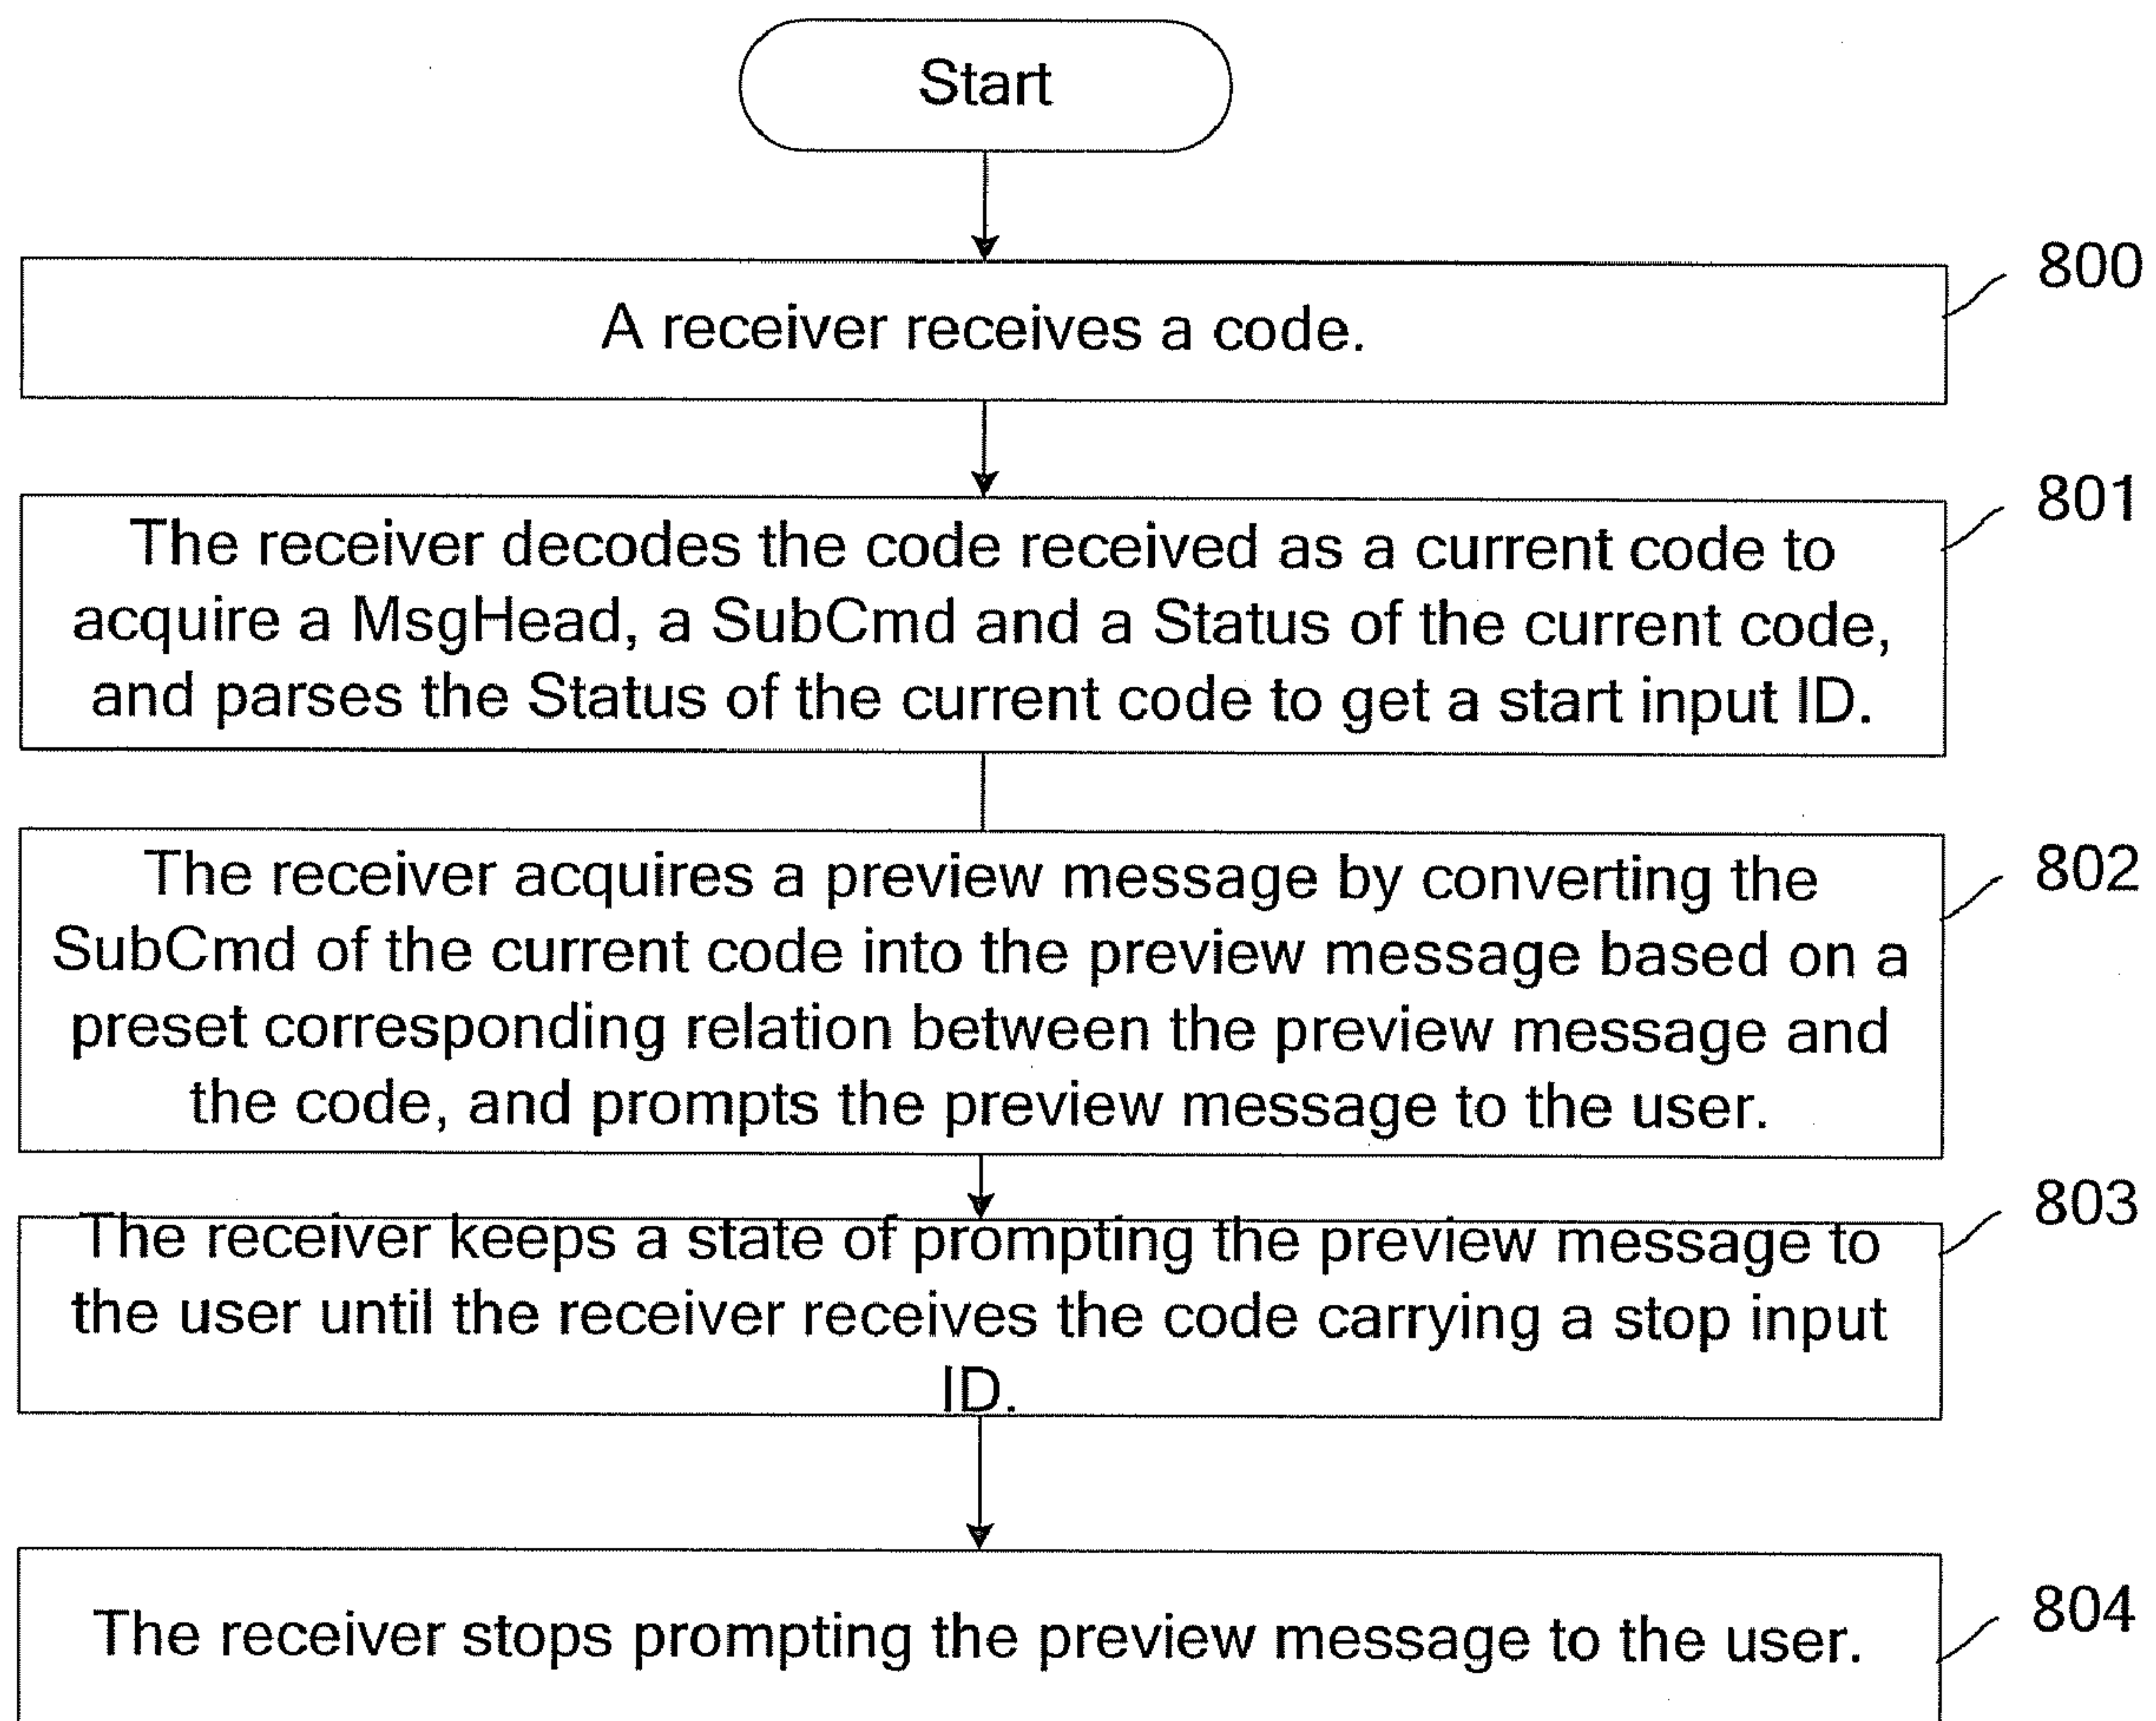 Start
800
A receiver receives a code.
801
The receiver decodes the code received as a current code to
acquire a MsgHead, a SubCmd and a Status of the current code,
and parses the Status of the current code to get a start input ID.
802
The receiver acquires a preview message by converting the
SubCmd of the current code into the preview message based on a
preset corresponding relation between the preview message and
the code, and prompts the preview message to the user.
803
The receiver keeps a state of prompting the preview message to
the user until the receiver receives the code carrying a stop input
ID.
804
The receiver stops prompting the preview message to the user.